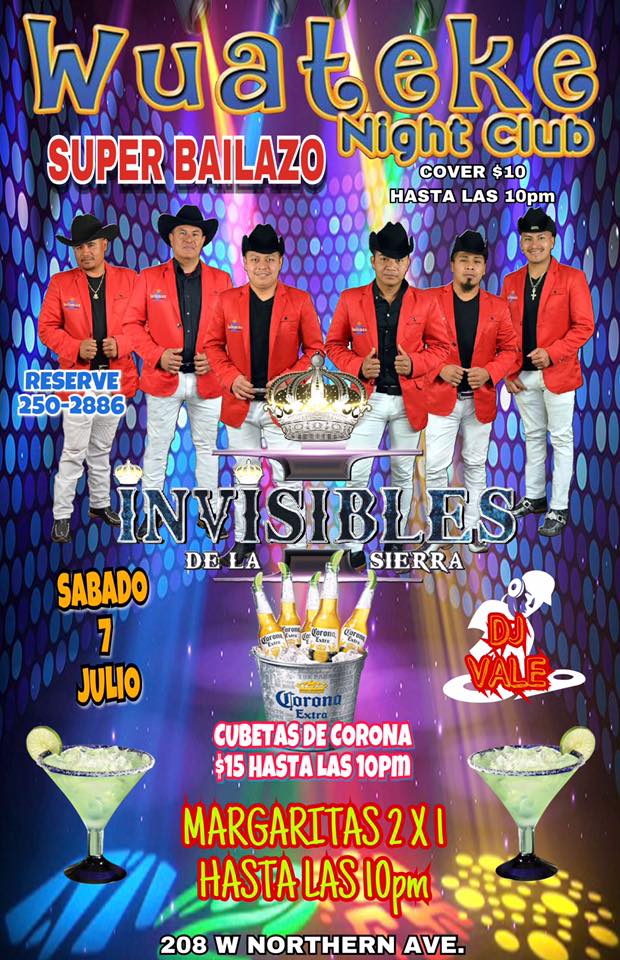 Wuateke
Night Club
SUPER BAILAZO
COVER $10
HASTA LAS 10pm
RESERVE
250-2886
INVISIBLES
DE LA SIERRA
SABADO
7
JULIO
DJ
VALE
Corona
Extra
CUBETAS DE CORONA
$15 HASTA LAS 10pm
MARGARITAS 2 X 1
HASTA LAS 10pm
208 W NORTHERN AVE.